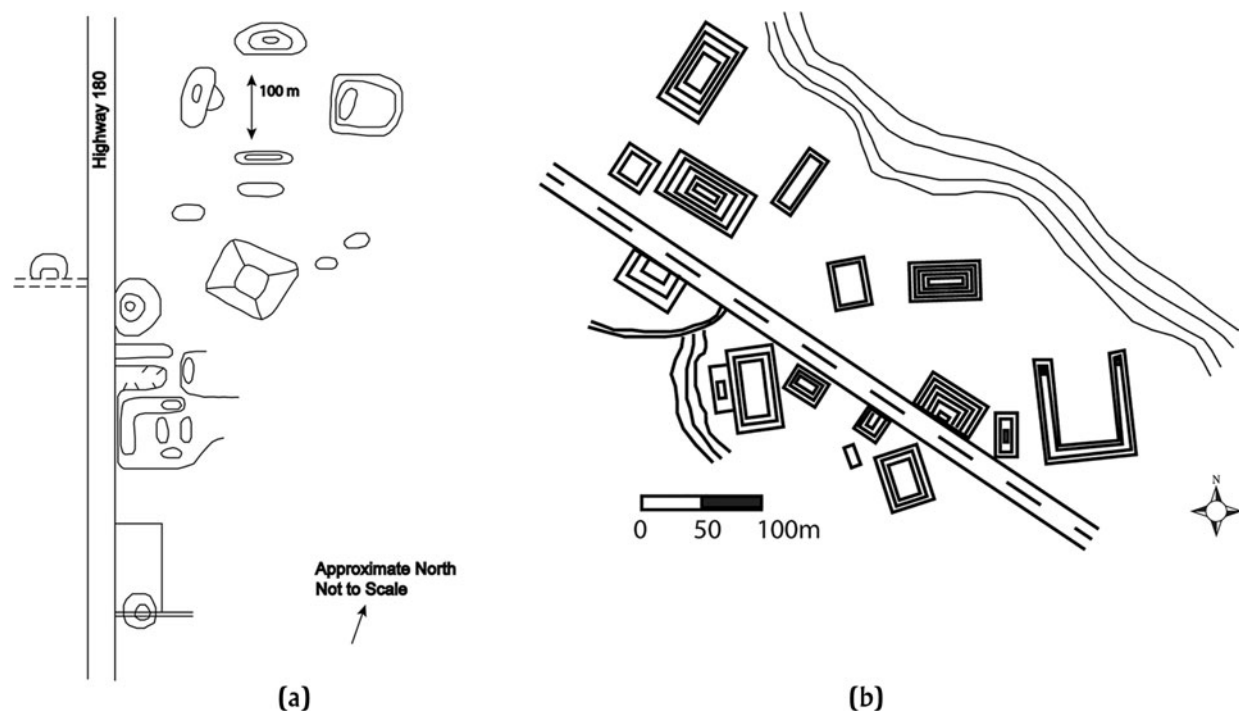 Highway 180
100 m
Approximate North
Not to Scale
(a)
0 50 100m
N
(b)